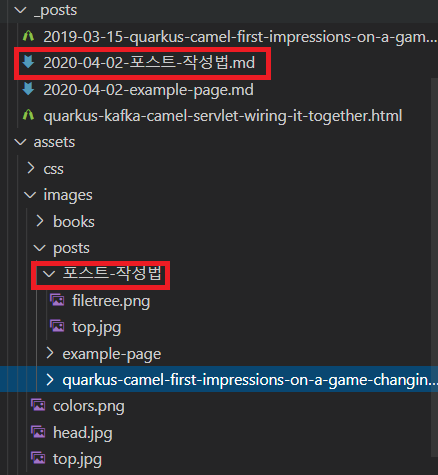 _posts
2019-03-15-quarkus-camel-first-impressions-on-a-gam...
2020-04-02-포스트-작성법.md
2020-04-02-example-page.md
quarkus-kafka-camel-servlet-wiring-it-together.html
assets
css
images
books
posts
포스트-작성법
filetree.png
top.jpg
example-page
quarkus-camel-first-impressions-on-a-game-changin...
colors.png
head.jpg
top.jpg